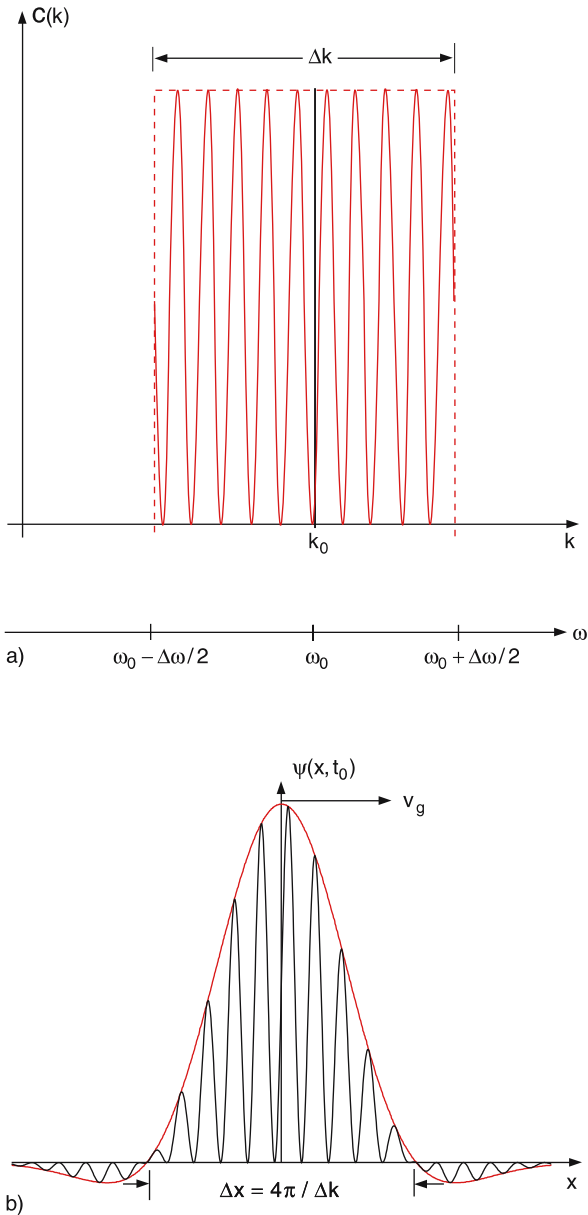 C(k)
Δk
k₀
k
ω
a)
ω₀ − Δω/2
ω₀
ω₀ + Δω/2
ψ(x, t₀)
v_g
x
Δx = 4π / Δk
b)